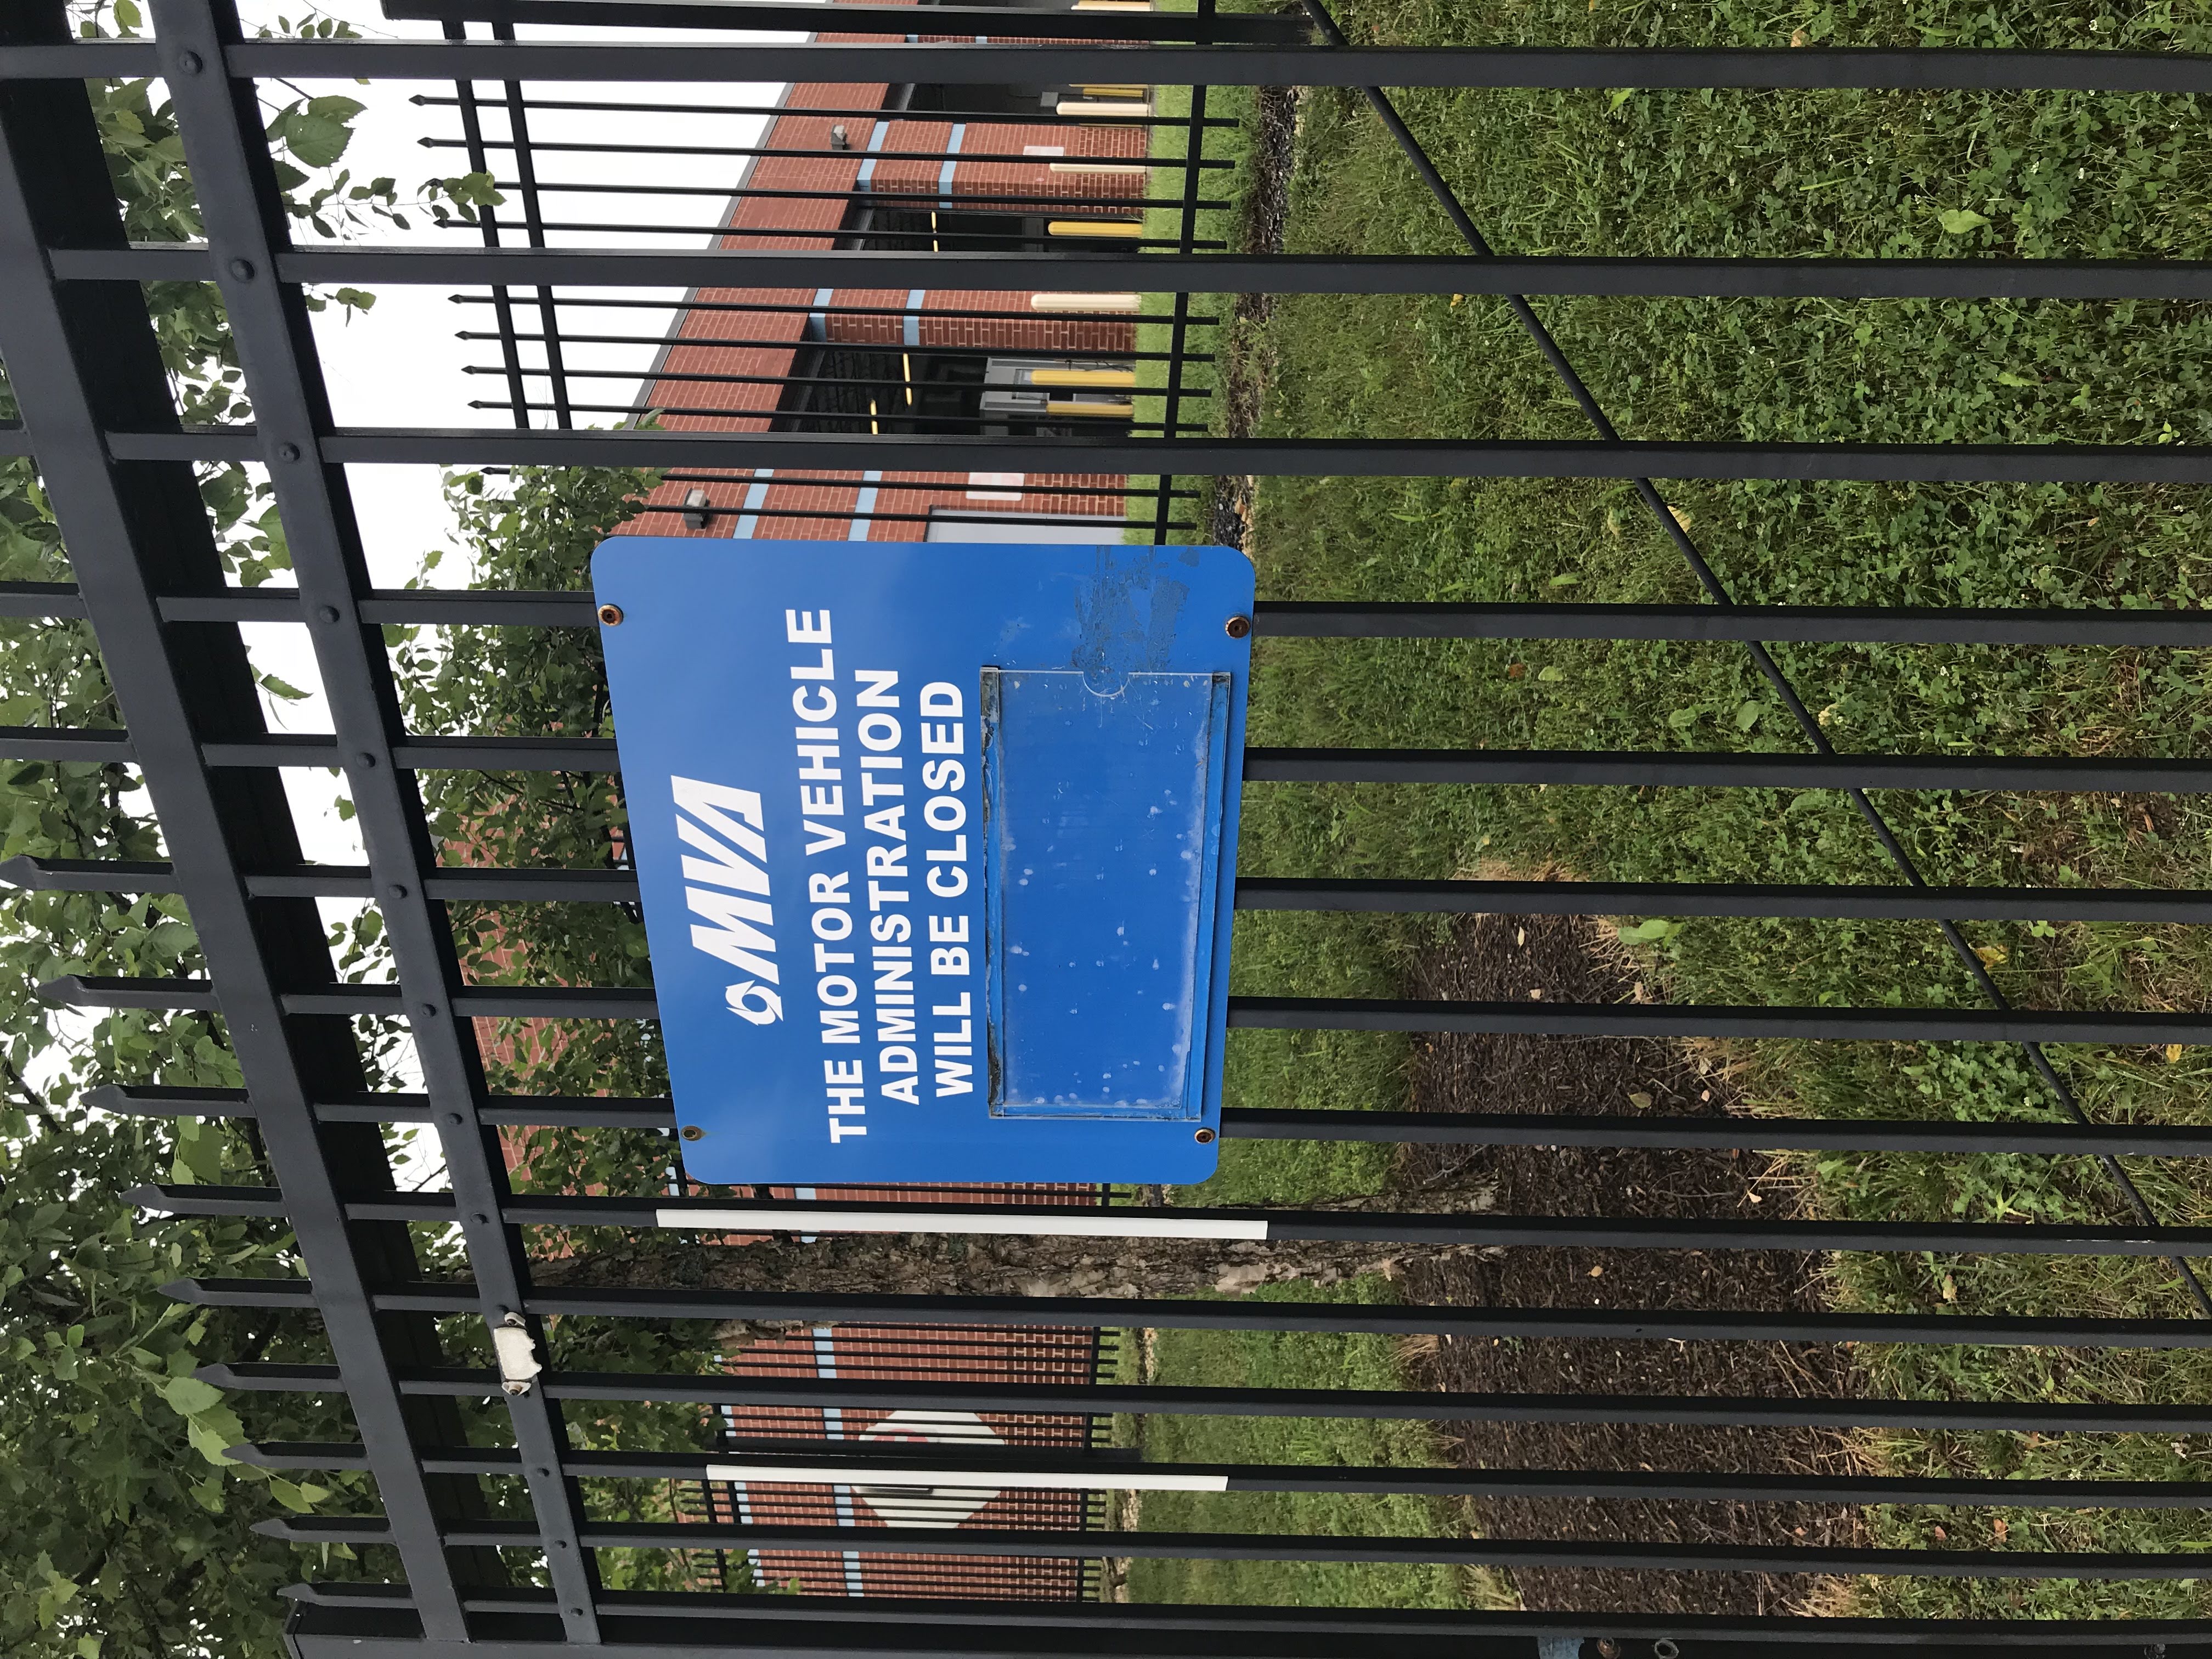 MVA
THE MOTOR VEHICLE
ADMINISTRATION
WILL BE CLOSED